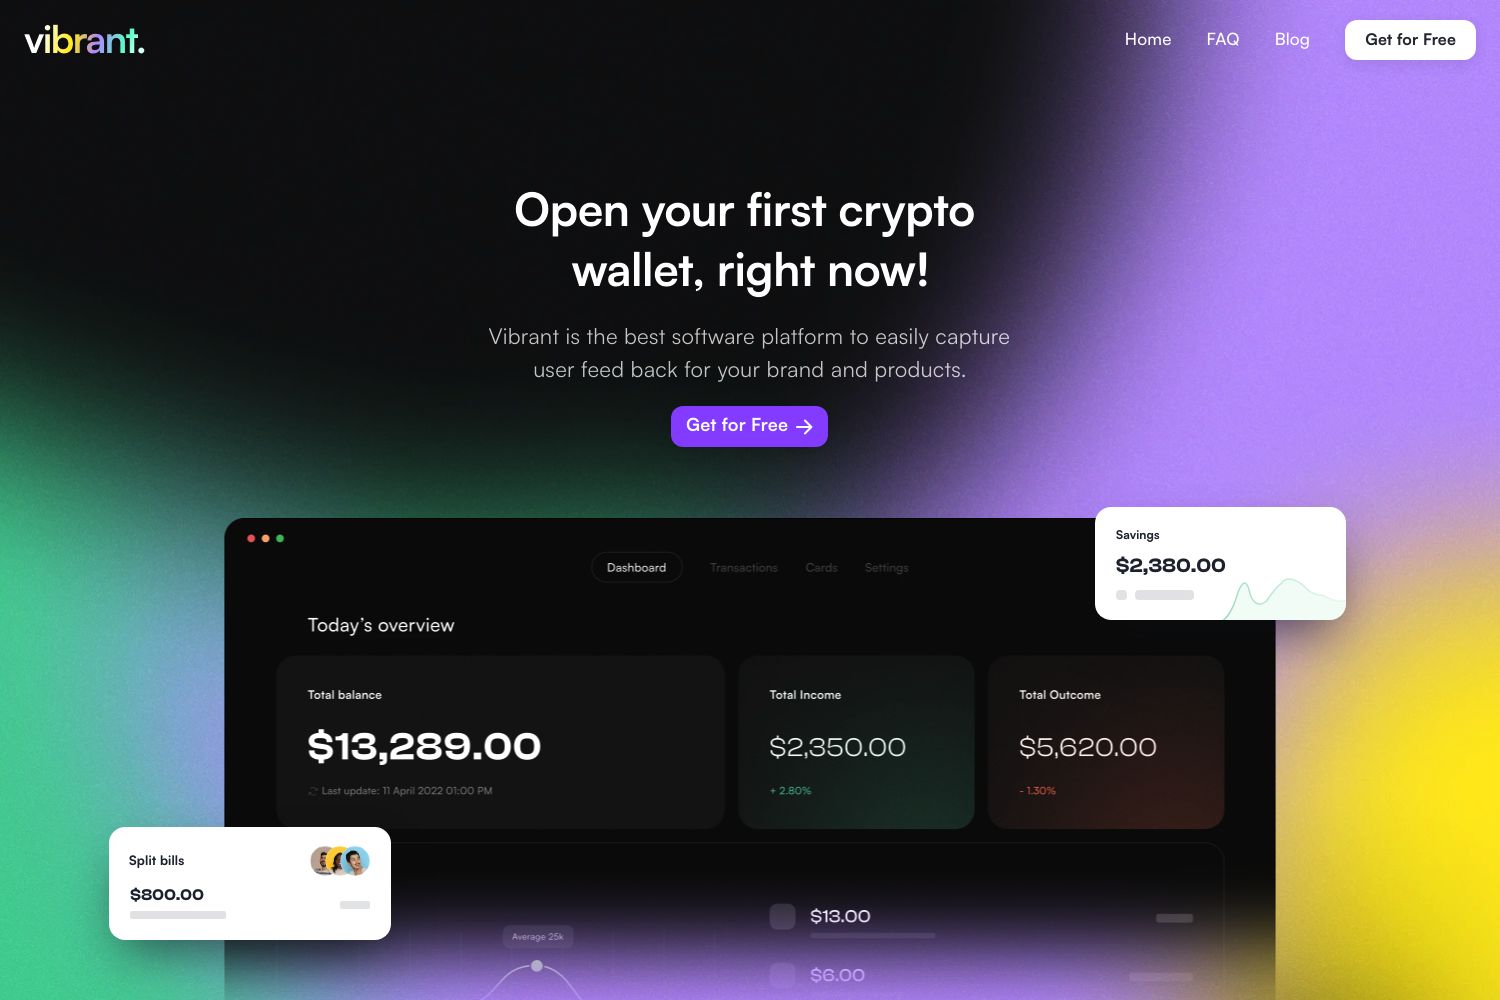 vibrant.
Home
FAQ
Blog
Get for Free
Open your first crypto
wallet, right now!
Vibrant is the best software platform to easily capture
user feed back for your brand and products.
Get for Free
Dashboard
Transactions
Cards
Settings
Savings
$2,380.00
Today's overview
Total balance
$13,289.00
Last update: 11 April 2022 01:00 PM
Total Income
$2,350.00
+ 2.80%
Total Outcome
$5,620.00
- 1.30%
Split bills
$800.00
Average 25k
$13.00
$6.00